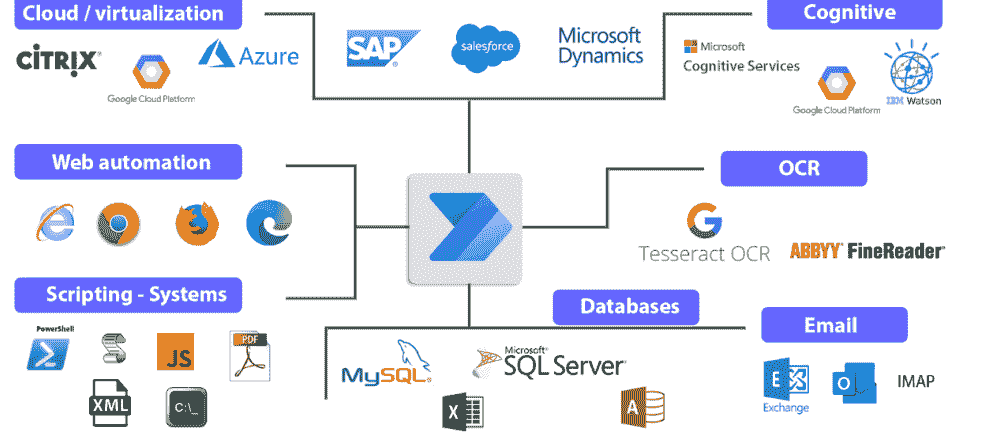 Cloud / virtualization
CITRIX
Google Cloud Platform
Azure
SAP
salesforce
Microsoft
Dynamics
Cognitive
Microsoft
Cognitive Services
Google Cloud Platform
IBM Watson
Web automation
OCR
G
Tesseract OCR
ABBYY FineReader
Scripting - Systems
PowerShell
JS
PDF
XML
C:\_
Databases
MySQL
Microsoft
SQL Server
X
A
Email
E
Exchange
O
IMAP